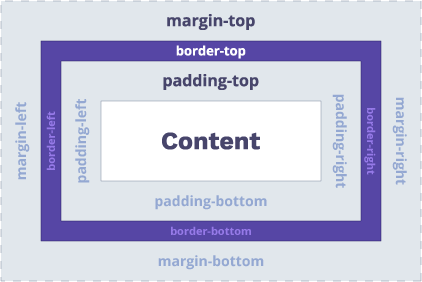 margin-top
border-top
padding-top
margin-left
border-left
padding-left
Content
padding-right
border-right
margin-right
padding-bottom
border-bottom
margin-bottom